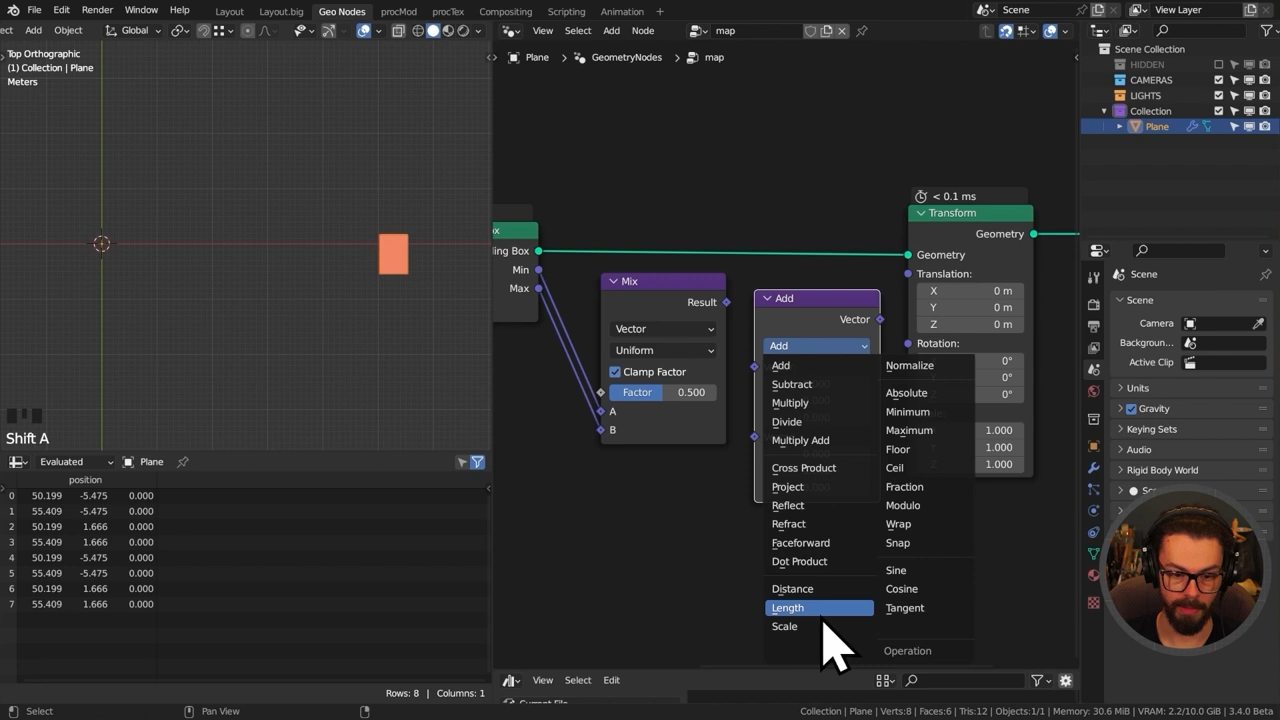 File Edit Render Window Help Layout Layout.big Geo Nodes procMod procTex Compositing Scripting Animation Scene View Layer
Add Object Global View Select Add Node map
Top Orthographic
(1) Collection | Plane
Meters
Plane GeometryNodes map
Scene Collection
HIDDEN
CAMERAS
LIGHTS
Collection
Plane
< 0.1 ms
Transform
Geometry
Geometry
Translation:
X 0 m
Y 0 m
Z 0 m
Rotation:
0°
0°
0°
1.000
1.000
1.000
ox
ling Box
Min
Max
Mix
Result
Vector
Uniform
Clamp Factor
Factor 0.500
A
B
Add
Vector
Add
Add
Subtract
Multiply
Divide
Multiply Add
Cross Product
Project
Reflect
Refract
Faceforward
Dot Product
Distance
Length
Scale
Normalize
Absolute
Minimum
Maximum
Floor
Ceil
Fraction
Modulo
Wrap
Snap
Sine
Cosine
Tangent
Operation
Scene
Scene
Camera
Backgroun...
Active Clip
Units
Gravity
Keying Sets
Audio
Rigid Body World
Shift A
Evaluated Plane
position
0 50.199 -5.475 0.000
1 55.409 -5.475 0.000
2 50.199 1.666 0.000
3 55.409 1.666 0.000
4 50.199 -5.475 0.000
5 55.409 -5.475 0.000
6 50.199 1.666 0.000
7 55.409 1.666 0.000
Rows: 8 | Columns: 1
View Select Edit
Select Pan View Collection | Plane | Verts:8 | Faces:6 | Tris:12 | Objects:1/1 | Memory: 30.6 MiB | VRAM: 2.2/10.0 GiB | 3.4.0 Beta